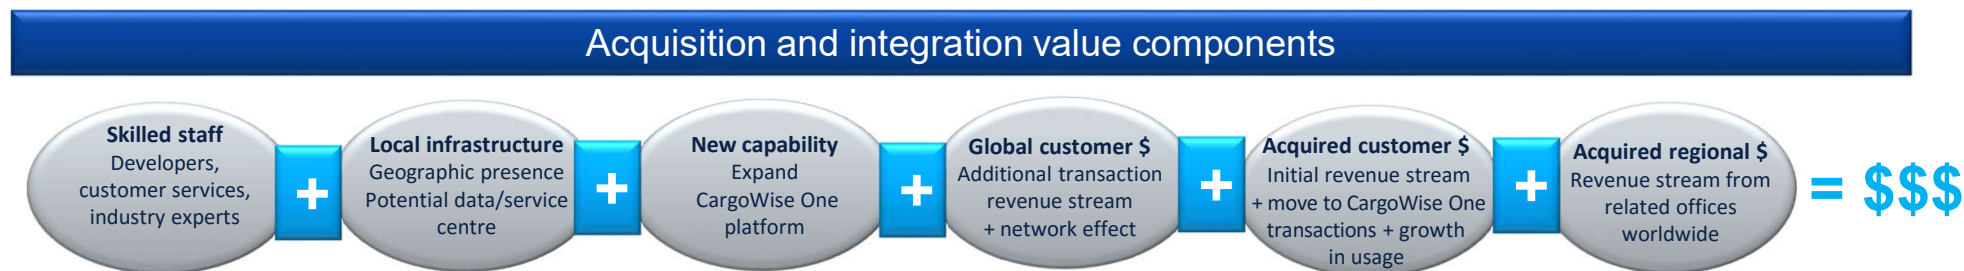 Acquisition and integration value components
Skilled staff
Developers,
customer services,
industry experts
+
Local infrastructure
Geographic presence
Potential data/service
centre
+
New capability
Expand
CargoWise One
platform
+
Global customer $
Additional transaction
revenue stream
+ network effect
+
Acquired customer $
Initial revenue stream
+ move to CargoWise One
transactions + growth
in usage
+
Acquired regional $
Revenue stream from
related offices
worldwide
= $$$